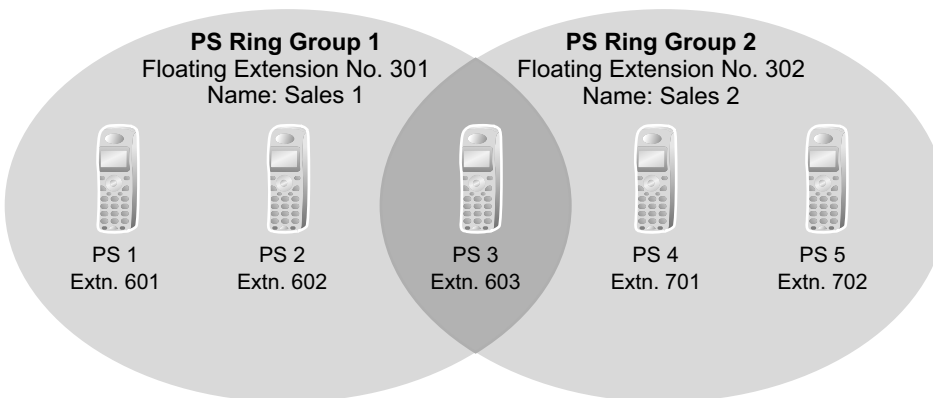 PS Ring Group 1
Floating Extension No. 301
Name: Sales 1
PS Ring Group 2
Floating Extension No. 302
Name: Sales 2
PS 1
Extn. 601
PS 2
Extn. 602
PS 3
Extn. 603
PS 4
Extn. 701
PS 5
Extn. 702